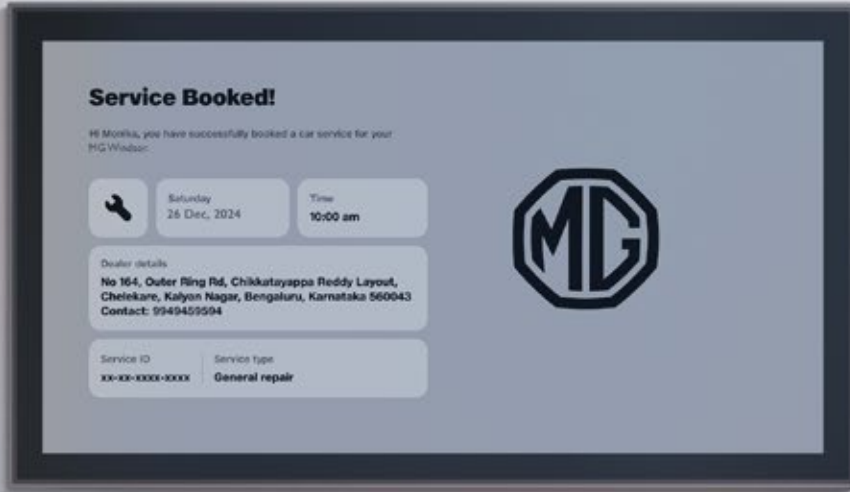 Service Booked!
Hi Monika, you have successfully booked a car service for your
MG Windsor.
Saturday
26 Dec, 2024
Time
10:00 am
Dealer details
No 164, Outer Ring Rd, Chikkatayappa Reddy Layout,
Chelekare, Kalyan Nagar, Bengaluru, Karnataka 560043
Contact: 9949459594
Service ID
xx-xx-xxxx-xxxx
Service type
General repair
MG